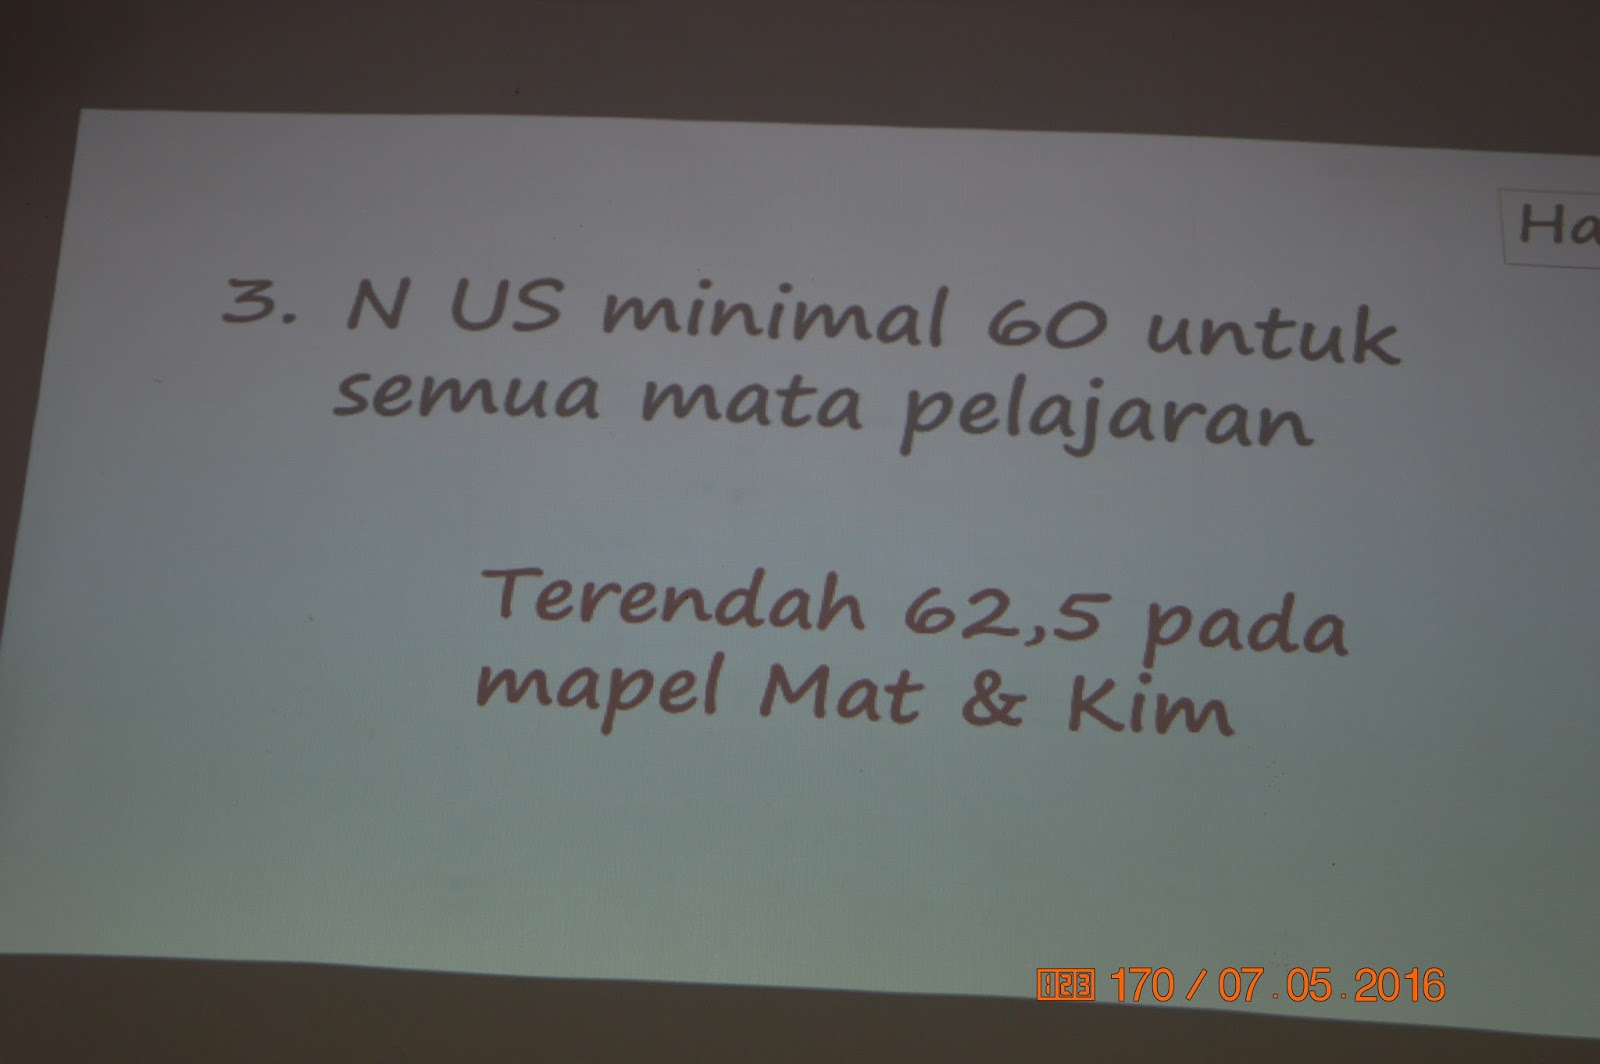 Ha
3. N US minimal 60 untuk
semua mata pelajaran
Terendah 62,5 pada
mapel Mat & Kim
123 170 / 07.05.2016